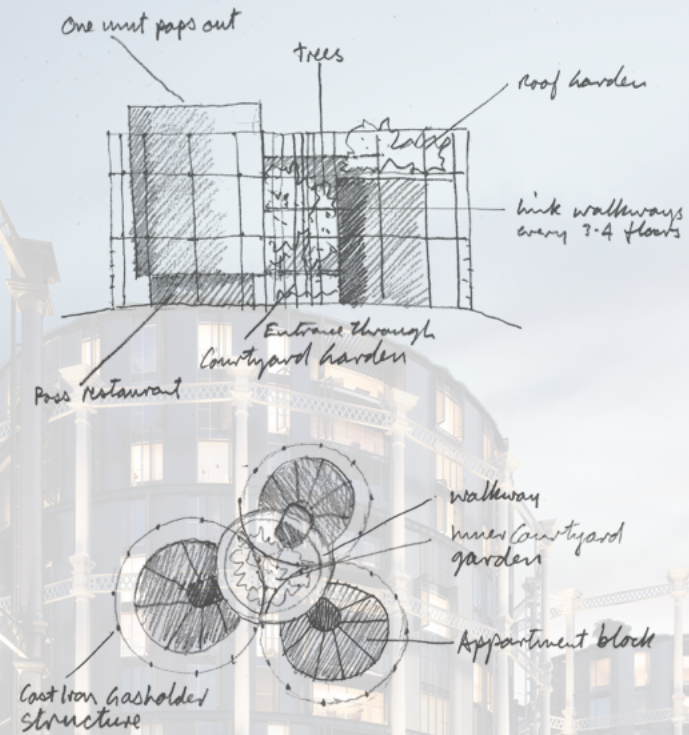 One unit pops out
trees
Roof Garden
Link walkways
every 3-4 floors
Entrance through
Courtyard Garden
Poss restaurant
walkway
Inner Courtyard
garden
Appartment block
Cast Iron Gasholder
structure